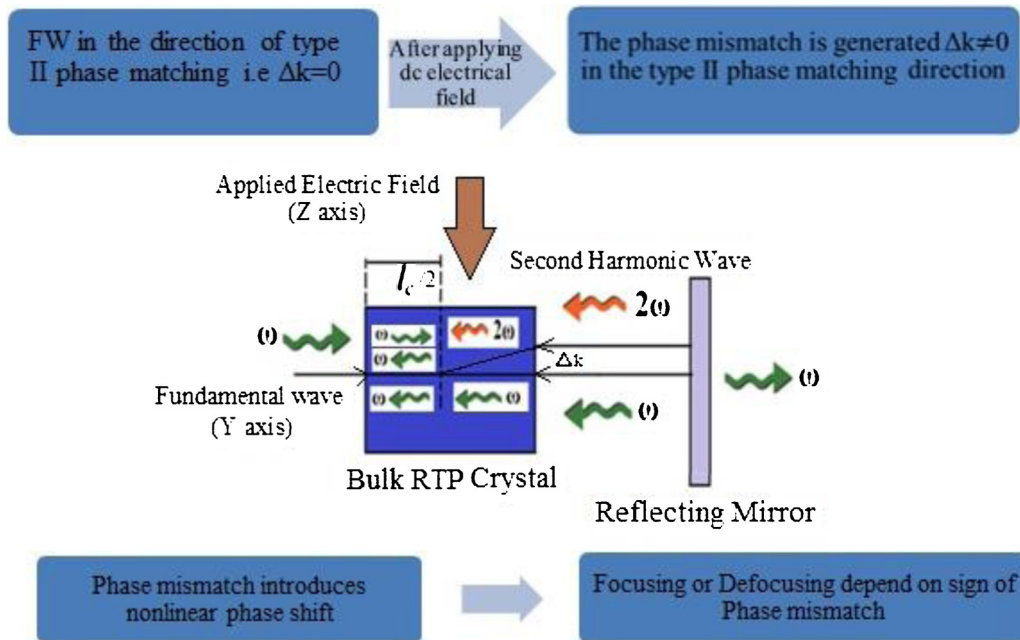 FW in the direction of type
II phase matching i.e Δk=0
After applying
dc electrical
field
The phase mismatch is generated Δk≠0
in the type II phase matching direction
Applied Electric Field
(Z axis)
l_c/2
Second Harmonic Wave
2ω
ω
ω
2ω
ω
Δk
ω
Fundamental wave
(Y axis)
ω
ω
ω
Bulk RTP Crystal
Reflecting Mirror
Phase mismatch introduces
nonlinear phase shift
Focusing or Defocusing depend on sign of
Phase mismatch